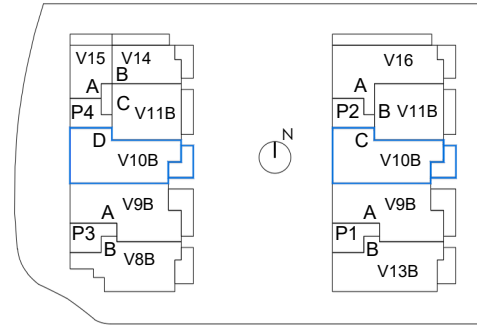 V15 V14
A B
P4 C V11B
D
V10B
A V9B
P3
B V8B
N
V16
A
P2 B V11B
C
V10B
A V9B
P1
B
V13B